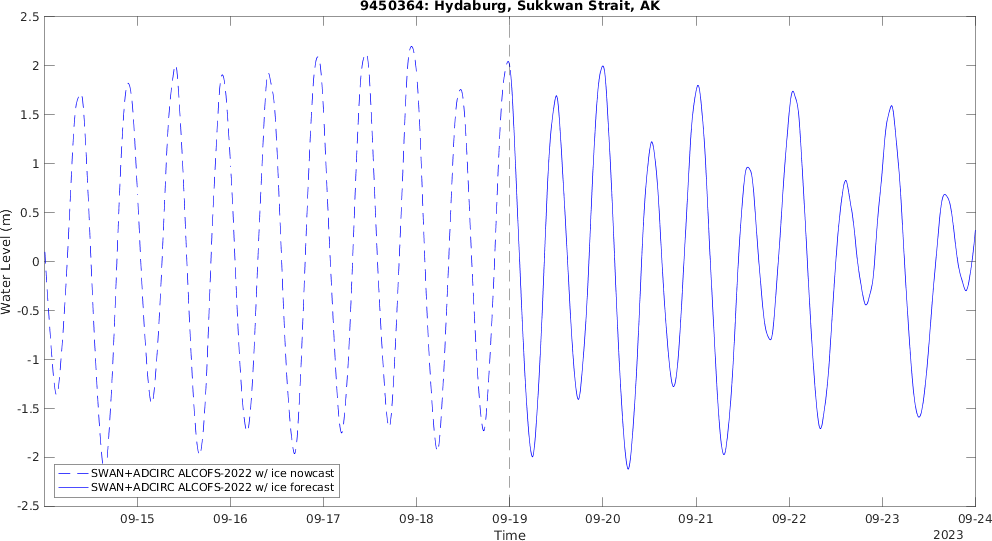 9450364: Hydaburg, Sukkwan Strait, AK
2.5
2
1.5
1
0.5
0
-0.5
-1
-1.5
-2
-2.5
Water Level (m)
SWAN+ADCIRC ALCOFS-2022 w/ ice nowcast
SWAN+ADCIRC ALCOFS-2022 w/ ice forecast
09-15 09-16 09-17 09-18 09-19 09-20 09-21 09-22 09-23 09-24
Time
2023